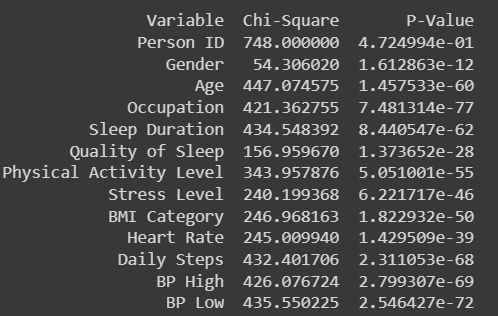 Variable Chi-Square P-Value
Person ID 748.000000 4.724994e-01
Gender 54.306020 1.612863e-12
Age 447.074575 1.457533e-60
Occupation 421.362755 7.481314e-77
Sleep Duration 434.548392 8.440547e-62
Quality of Sleep 156.959670 1.373652e-28
Physical Activity Level 343.957876 5.051001e-55
Stress Level 240.199368 6.221717e-46
BMI Category 246.968163 1.822932e-50
Heart Rate 245.009940 1.429509e-39
Daily Steps 432.401706 2.311053e-68
BP High 426.076724 2.799307e-69
BP Low 435.550225 2.546427e-72